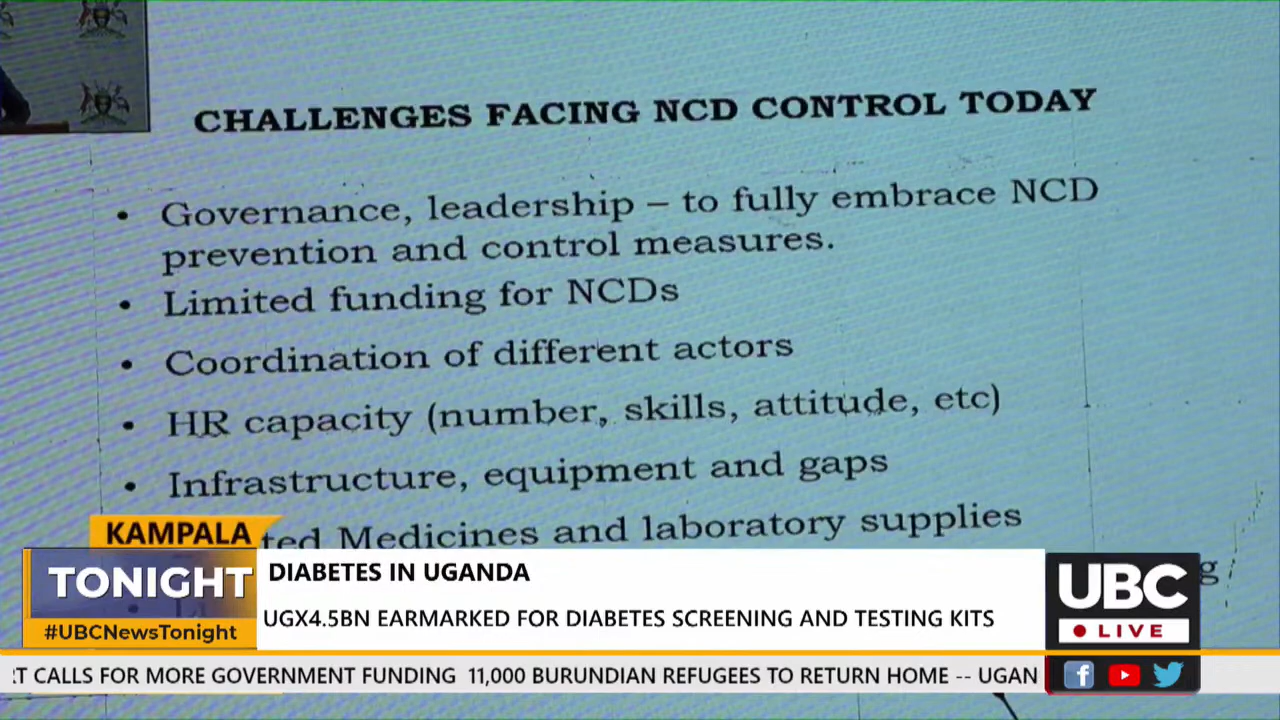 CHALLENGES FACING NCD CONTROL TODAY
• Governance, leadership – to fully embrace NCD
prevention and control measures.
• Limited funding for NCDs
• Coordination of different actors
• HR capacity (number, skills, attitude, etc)
• Infrastructure, equipment and gaps
Medicines and laboratory supplies
KAMPALA
TONIGHT
#UBCNewsTonight
DIABETES IN UGANDA
UGX4.5BN EARMARKED FOR DIABETES SCREENING AND TESTING KITS
UBC
LIVE
CALLS FOR MORE GOVERNMENT FUNDING 11,000 BURUNDIAN REFUGEES TO RETURN HOME -- UGAN